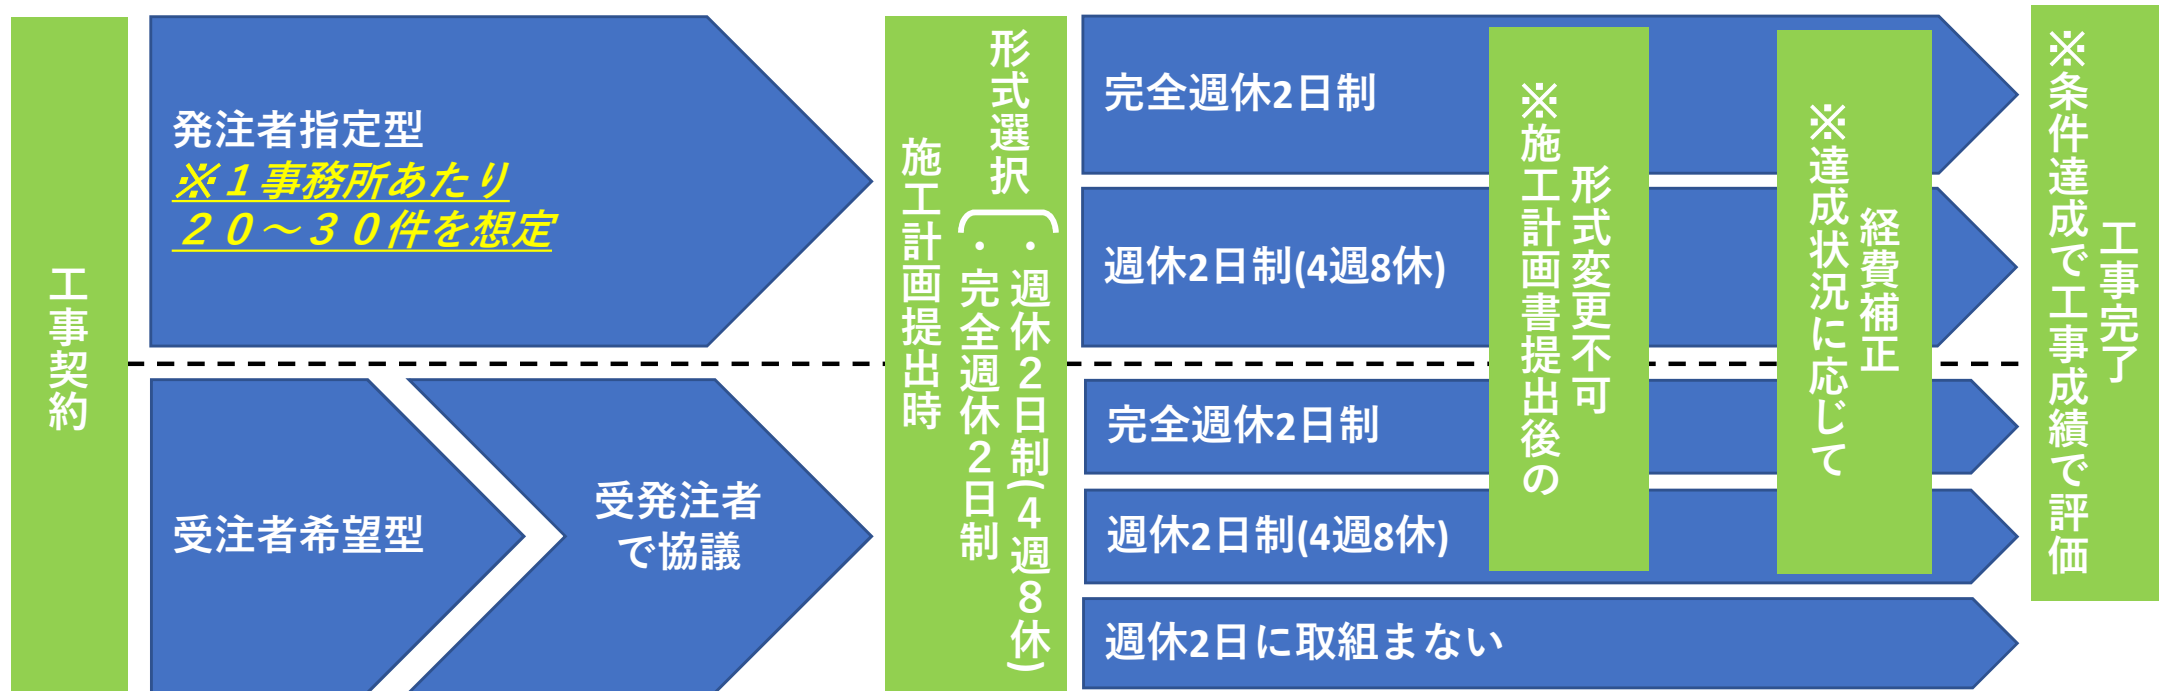 工事契約
発注者指定型
※１事務所あたり
２０～３０件を想定
受注者希望型
受発注者
で協議
形式選択
・週休２日制(４週８休)
・完全週休２日制
施工計画提出時
完全週休2日制
週休2日制(4週8休)
完全週休2日制
週休2日制(4週8休)
週休2日に取組まない
形式変更不可
※施工計画書提出後の
経費補正
※達成状況に応じて
工事完了
※条件達成で工事成績で評価